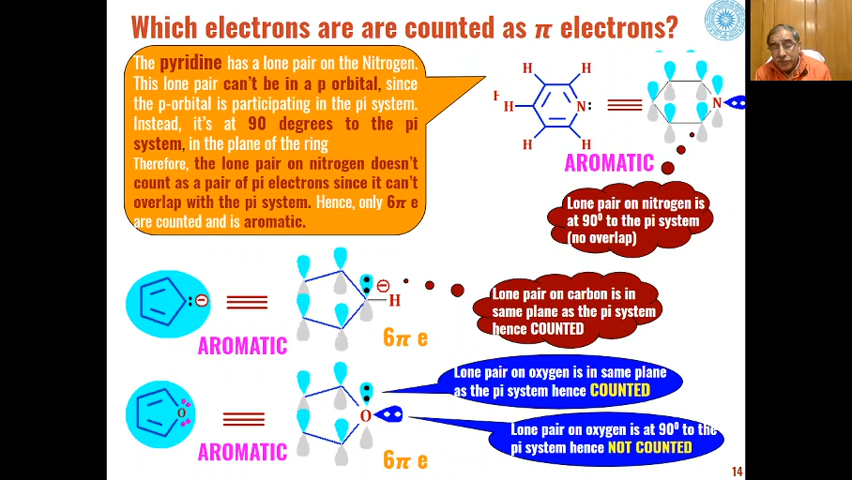 Which electrons are are counted as π electrons?
The pyridine has a lone pair on the Nitrogen.
This lone pair can't be in a p orbital, since
the p-orbital is participating in the pi system.
Instead, it's at 90 degrees to the pi
system, in the plane of the ring
Therefore, the lone pair on nitrogen doesn't
count as a pair of pi electrons since it can't
overlap with the pi system. Hence, only 6π e
are counted and is aromatic.
H H
H H N: N
H H
AROMATIC
Lone pair on nitrogen is
at 90⁰ to the pi system
(no overlap)
:⊖ ⊖ H
Lone pair on carbon is in
same plane as the pi system
hence COUNTED
AROMATIC
6π e
Lone pair on oxygen is in same plane
as the pi system hence COUNTED
O O
Lone pair on oxygen is at 90⁰ to the
pi system hence NOT COUNTED
AROMATIC
6π e
14